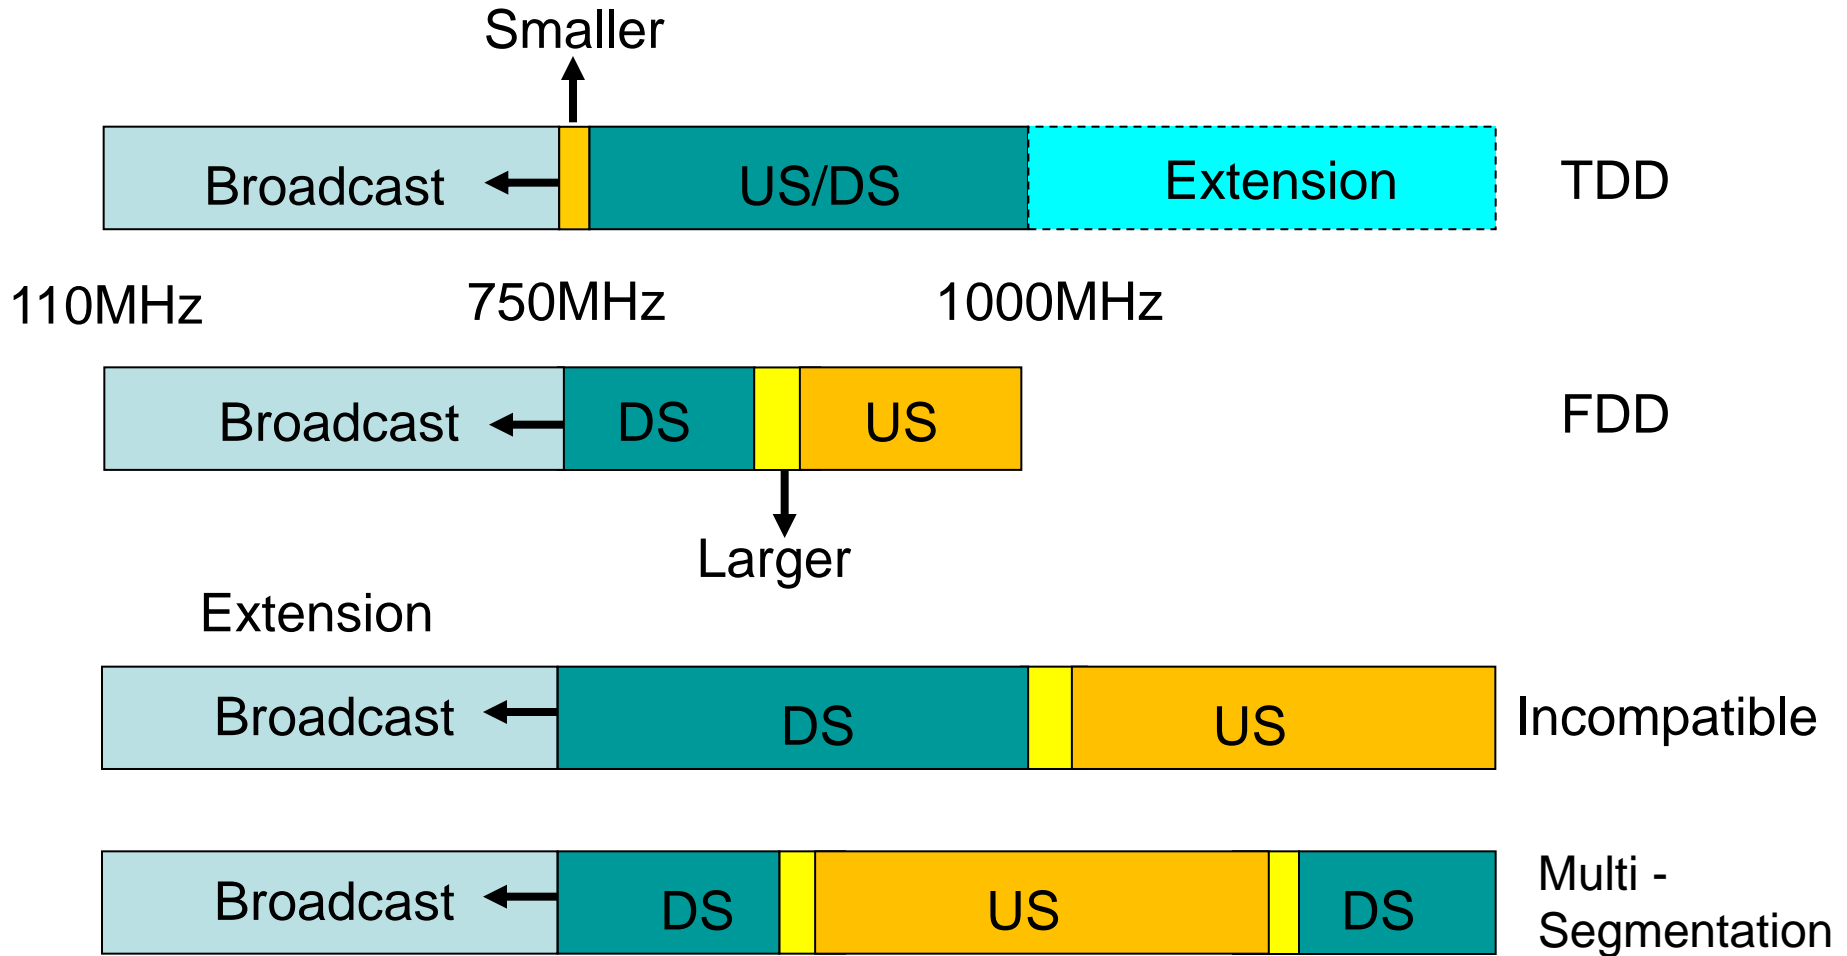 Smaller
Broadcast US/DS Extension TDD
110MHz 750MHz 1000MHz
Broadcast DS US FDD
Larger
Extension
Broadcast DS US Incompatible
Broadcast DS US DS
Multi -
Segmentation